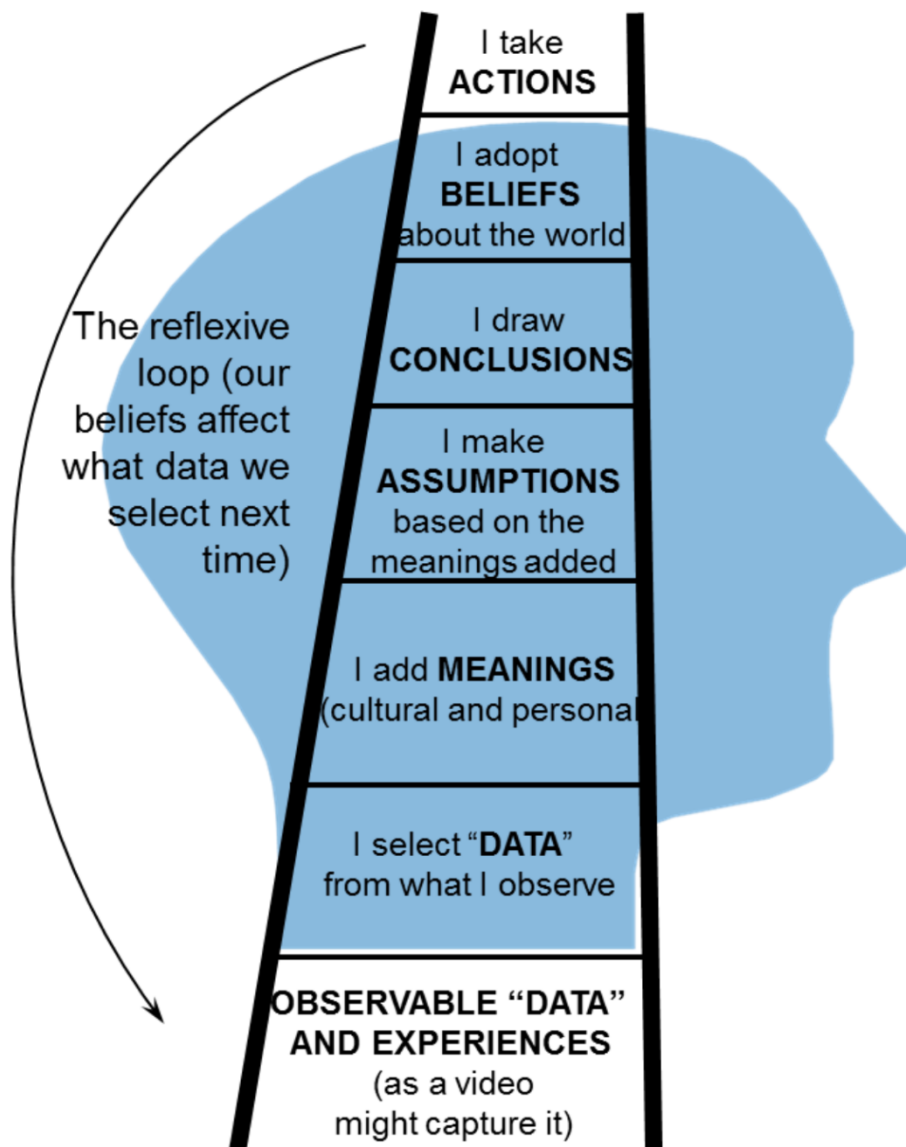 I take
ACTIONS
I adopt
BELIEFS
about the world
I draw
CONCLUSIONS
I make
ASSUMPTIONS
based on the
meanings added
I add MEANINGS
(cultural and personal
I select “DATA”
from what I observe
OBSERVABLE “DATA”
AND EXPERIENCES
(as a video
might capture it)
The reflexive
loop (our
beliefs affect
what data we
select next
time)